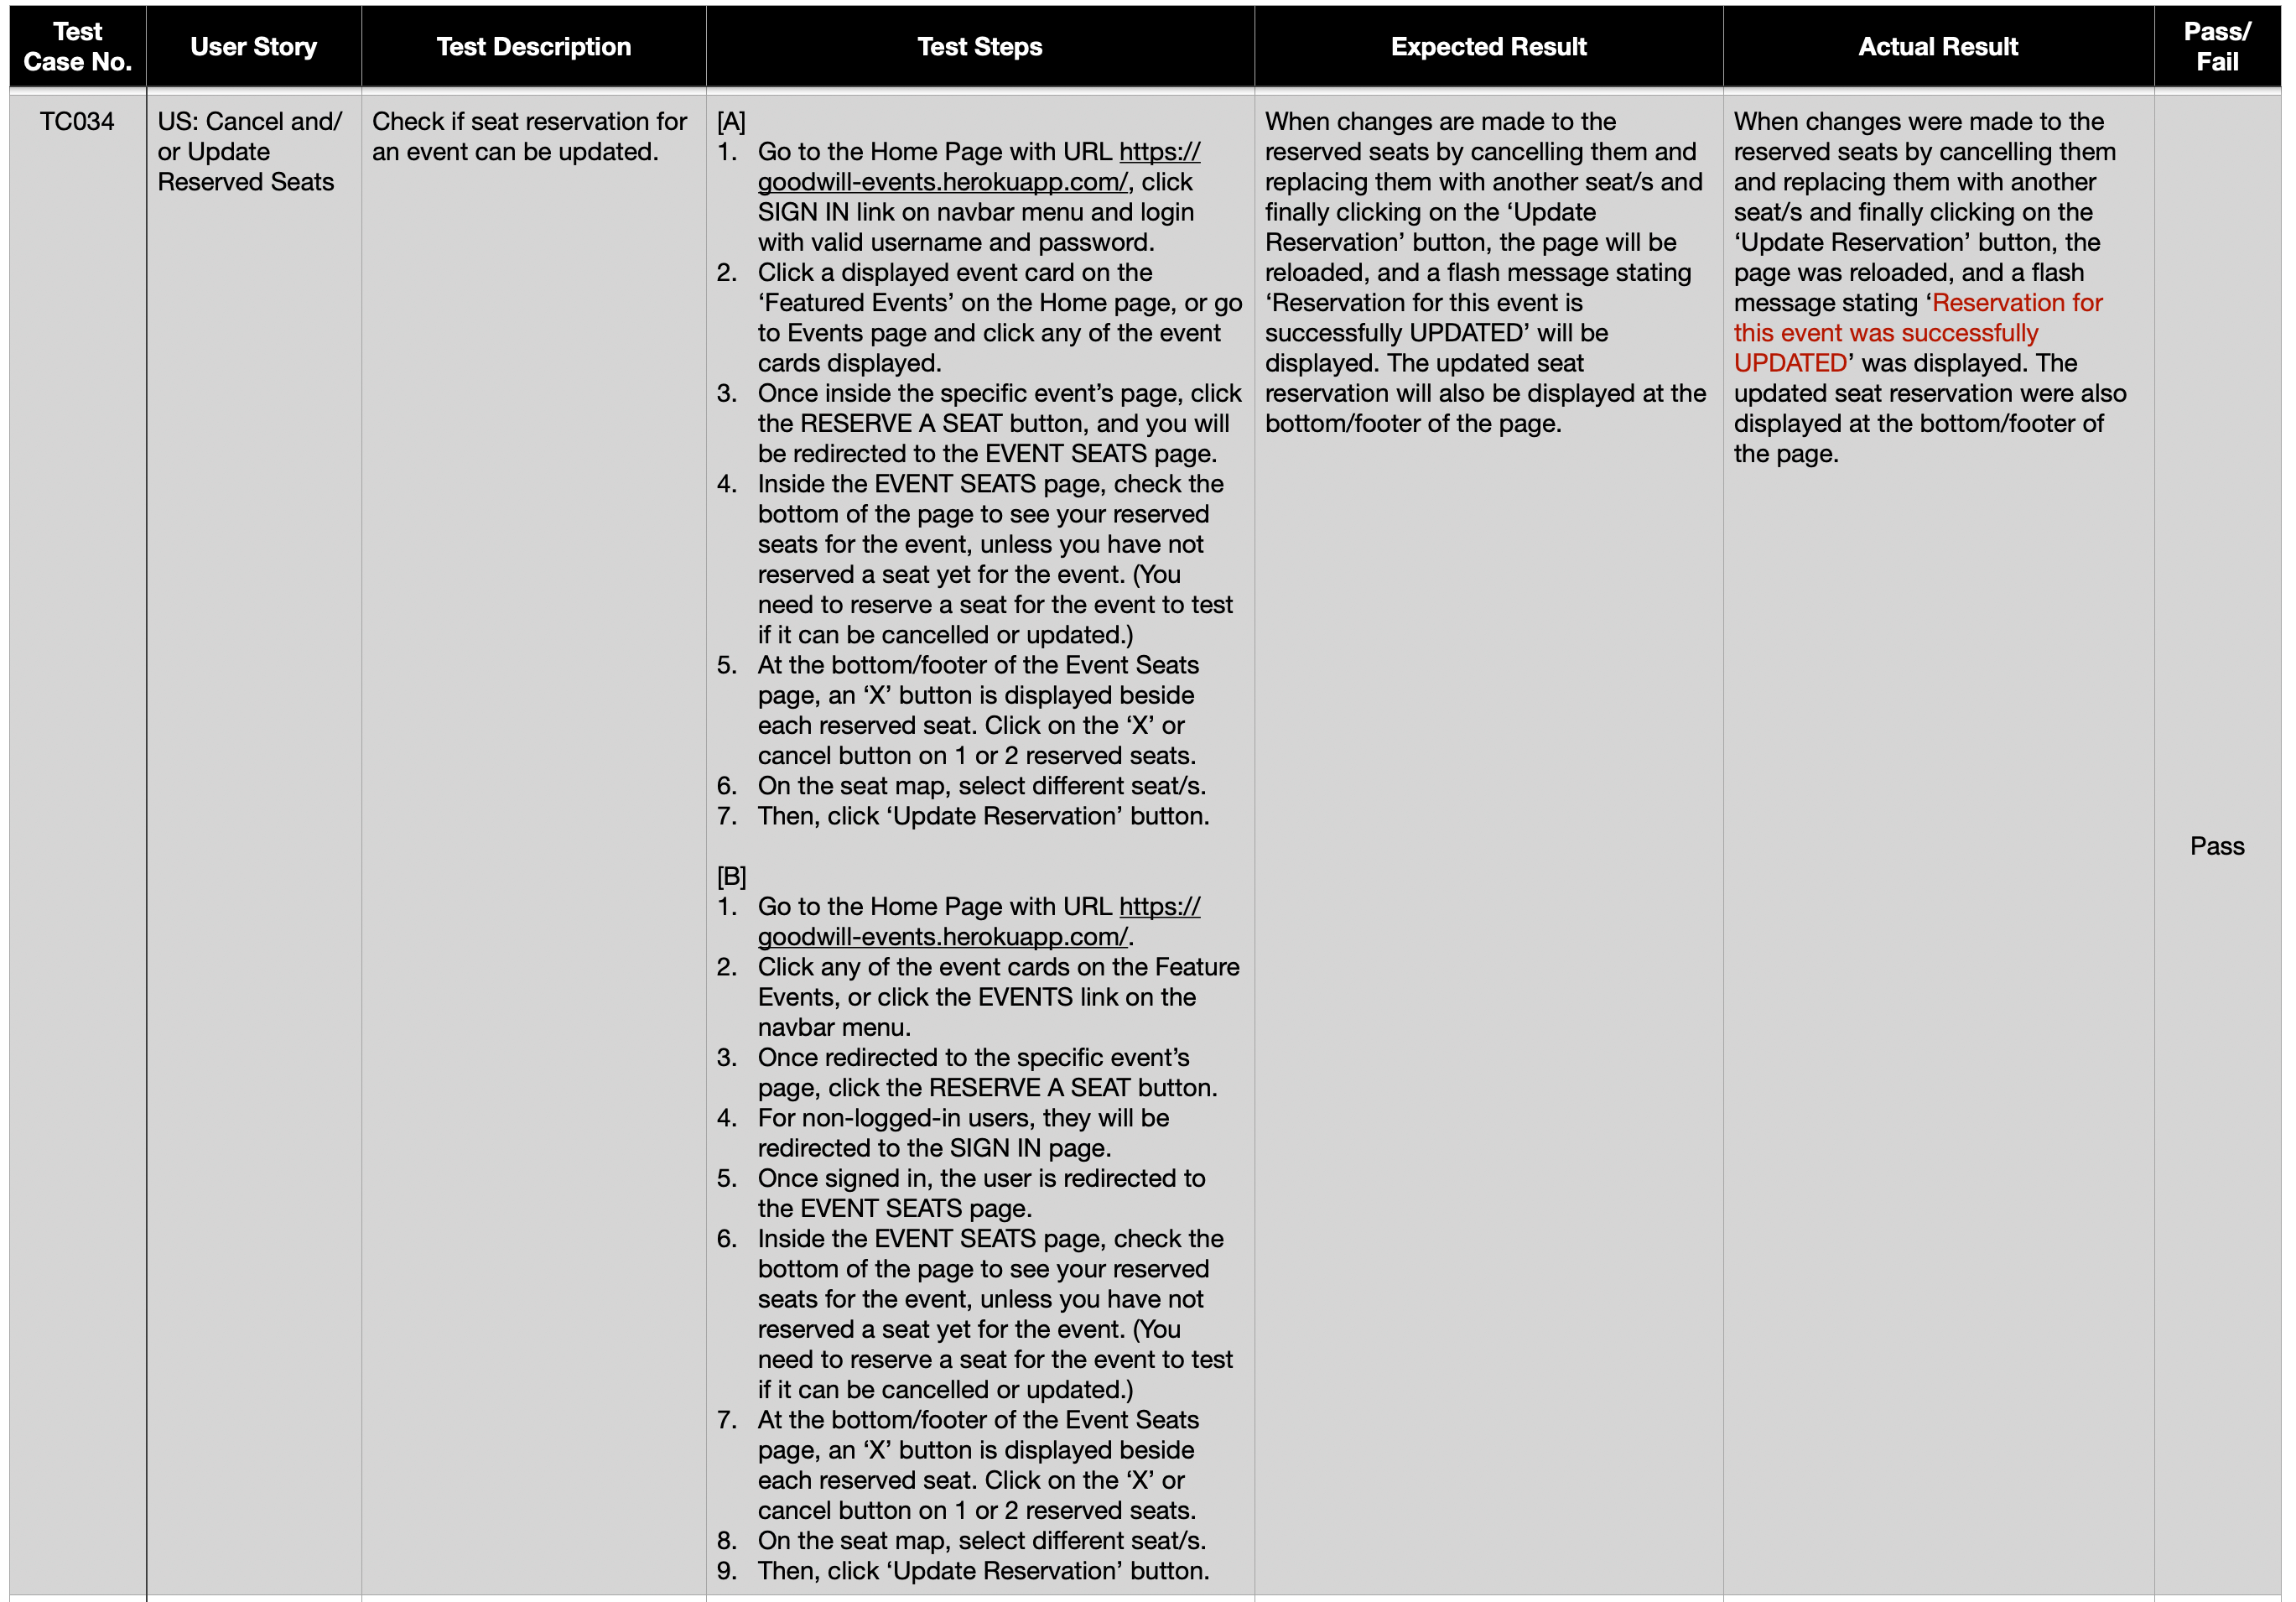 Test
Case No.
User Story
Test Description
Test Steps
Expected Result
Actual Result
Pass/
Fail
TC034
US: Cancel and/
or Update
Reserved Seats
Check if seat reservation for
an event can be updated.
[A]
1. Go to the Home Page with URL https://
goodwill-events.herokuapp.com/, click
SIGN IN link on navbar menu and login
with valid username and password.
2. Click a displayed event card on the
‘Featured Events’ on the Home page, or go
to Events page and click any of the event
cards displayed.
3. Once inside the specific event’s page, click
the RESERVE A SEAT button, and you will
be redirected to the EVENT SEATS page.
4. Inside the EVENT SEATS page, check the
bottom of the page to see your reserved
seats for the event, unless you have not
reserved a seat yet for the event. (You
need to reserve a seat for the event to test
if it can be cancelled or updated.)
5. At the bottom/footer of the Event Seats
page, an ‘X’ button is displayed beside
each reserved seat. Click on the ‘X’ or
cancel button on 1 or 2 reserved seats.
6. On the seat map, select different seat/s.
7. Then, click ‘Update Reservation’ button.
[B]
1. Go to the Home Page with URL https://
goodwill-events.herokuapp.com/.
2. Click any of the event cards on the Feature
Events, or click the EVENTS link on the
navbar menu.
3. Once redirected to the specific event’s
page, click the RESERVE A SEAT button.
4. For non-logged-in users, they will be
redirected to the SIGN IN page.
5. Once signed in, the user is redirected to
the EVENT SEATS page.
6. Inside the EVENT SEATS page, check the
bottom of the page to see your reserved
seats for the event, unless you have not
reserved a seat yet for the event. (You
need to reserve a seat for the event to test
if it can be cancelled or updated.)
7. At the bottom/footer of the Event Seats
page, an ‘X’ button is displayed beside
each reserved seat. Click on the ‘X’ or
cancel button on 1 or 2 reserved seats.
8. On the seat map, select different seat/s.
9. Then, click ‘Update Reservation’ button.
When changes are made to the
reserved seats by cancelling them and
replacing them with another seat/s and
finally clicking on the ‘Update
Reservation’ button, the page will be
reloaded, and a flash message stating
‘Reservation for this event is
successfully UPDATED’ will be
displayed. The updated seat
reservation will also be displayed at the
bottom/footer of the page.
When changes were made to the
reserved seats by cancelling them
and replacing them with another
seat/s and finally clicking on the
‘Update Reservation’ button, the
page was reloaded, and a flash
message stating ‘Reservation for
this event was successfully
UPDATED’ was displayed. The
updated seat reservation were also
displayed at the bottom/footer of
the page.
Pass